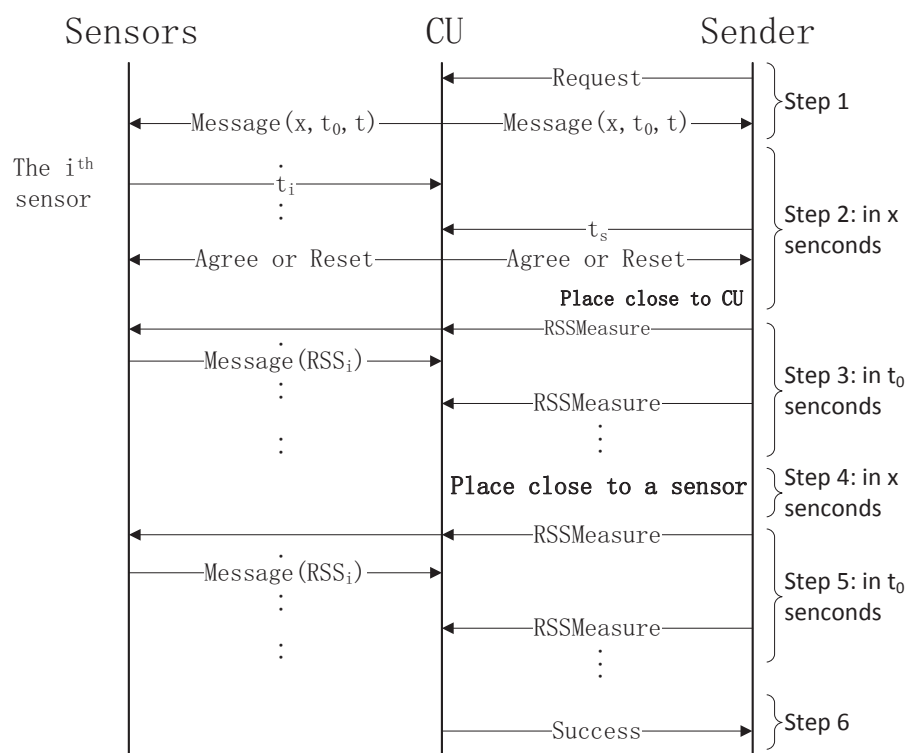 Sensors CU Sender
Request
Step 1
Message(x, t₀, t) Message(x, t₀, t)
The iᵗʰ
sensor
tᵢ
Step 2: in x
senconds
tₛ
Agree or Reset Agree or Reset
Place close to CU
RSSMeasure
Message(RSSᵢ)
Step 3: in t₀
senconds
RSSMeasure
Place close to a sensor
Step 4: in x
senconds
RSSMeasure
Message(RSSᵢ)
Step 5: in t₀
senconds
RSSMeasure
Success
Step 6